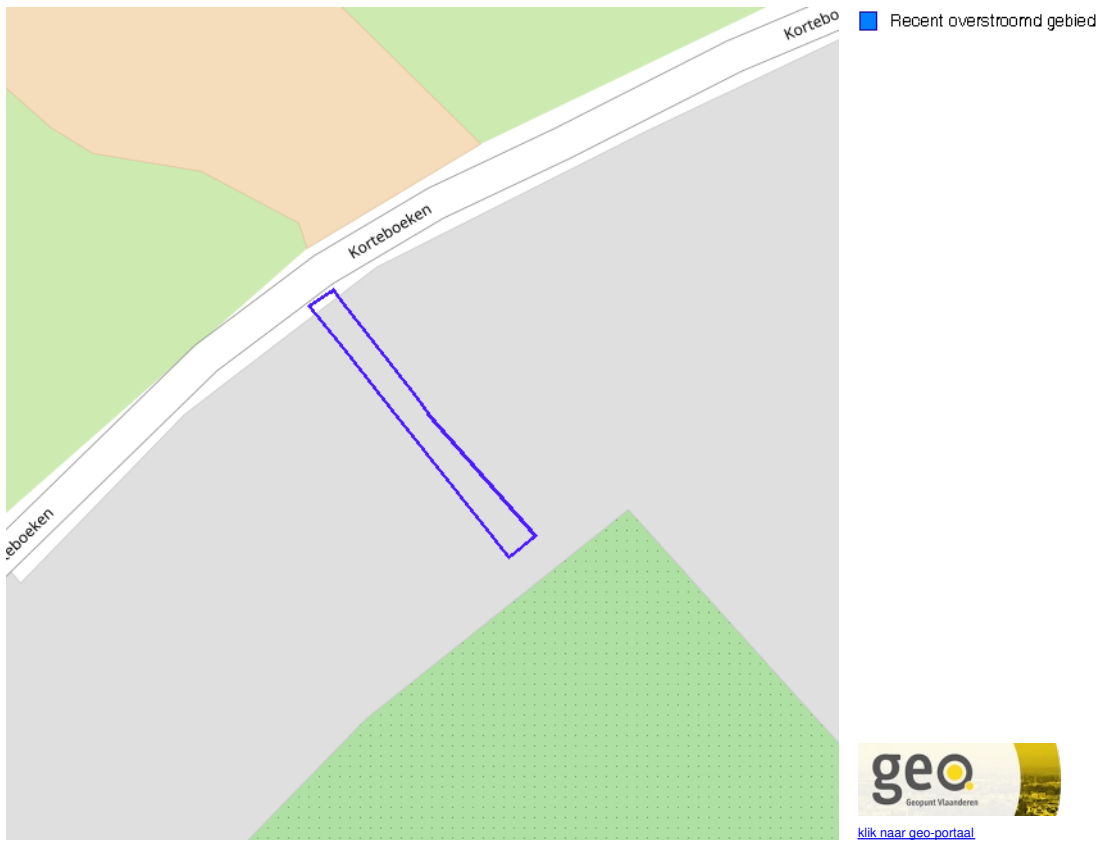 Kortebo
Recent overstroomd gebied
Korteboeken
eboeken
geo.
Geopunt Vlaanderen
klik naar geo-portaal